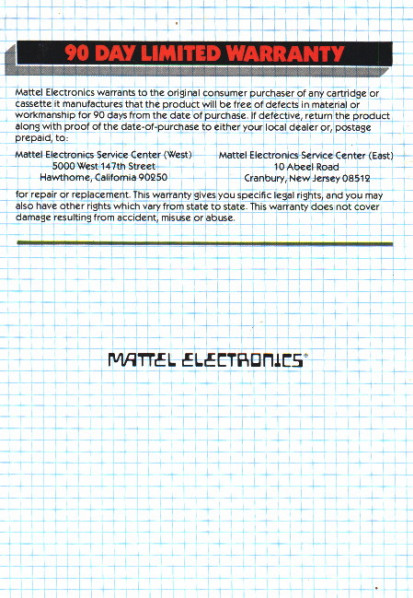 90 DAY LIMITED WARRANTY
Mattel Electronics warrants to the original consumer purchaser of any cartridge or
cassette it manufactures that the product will be free of defects in material or
workmanship for 90 days from the date of purchase. If defective, return the product
along with proof of the date-of-purchase to either your local dealer or, postage
prepaid, to:
Mattel Electronics Service Center (West)
5000 West 147th Street
Hawthorne, California 90250
Mattel Electronics Service Center (East)
10 Abeel Road
Cranbury, New Jersey 08512
for repair or replacement. This warranty gives you specific legal rights, and you may
also have other rights which vary from state to state. This warranty does not cover
damage resulting from accident, misuse or abuse.
MATTEL ELECTRONICS®